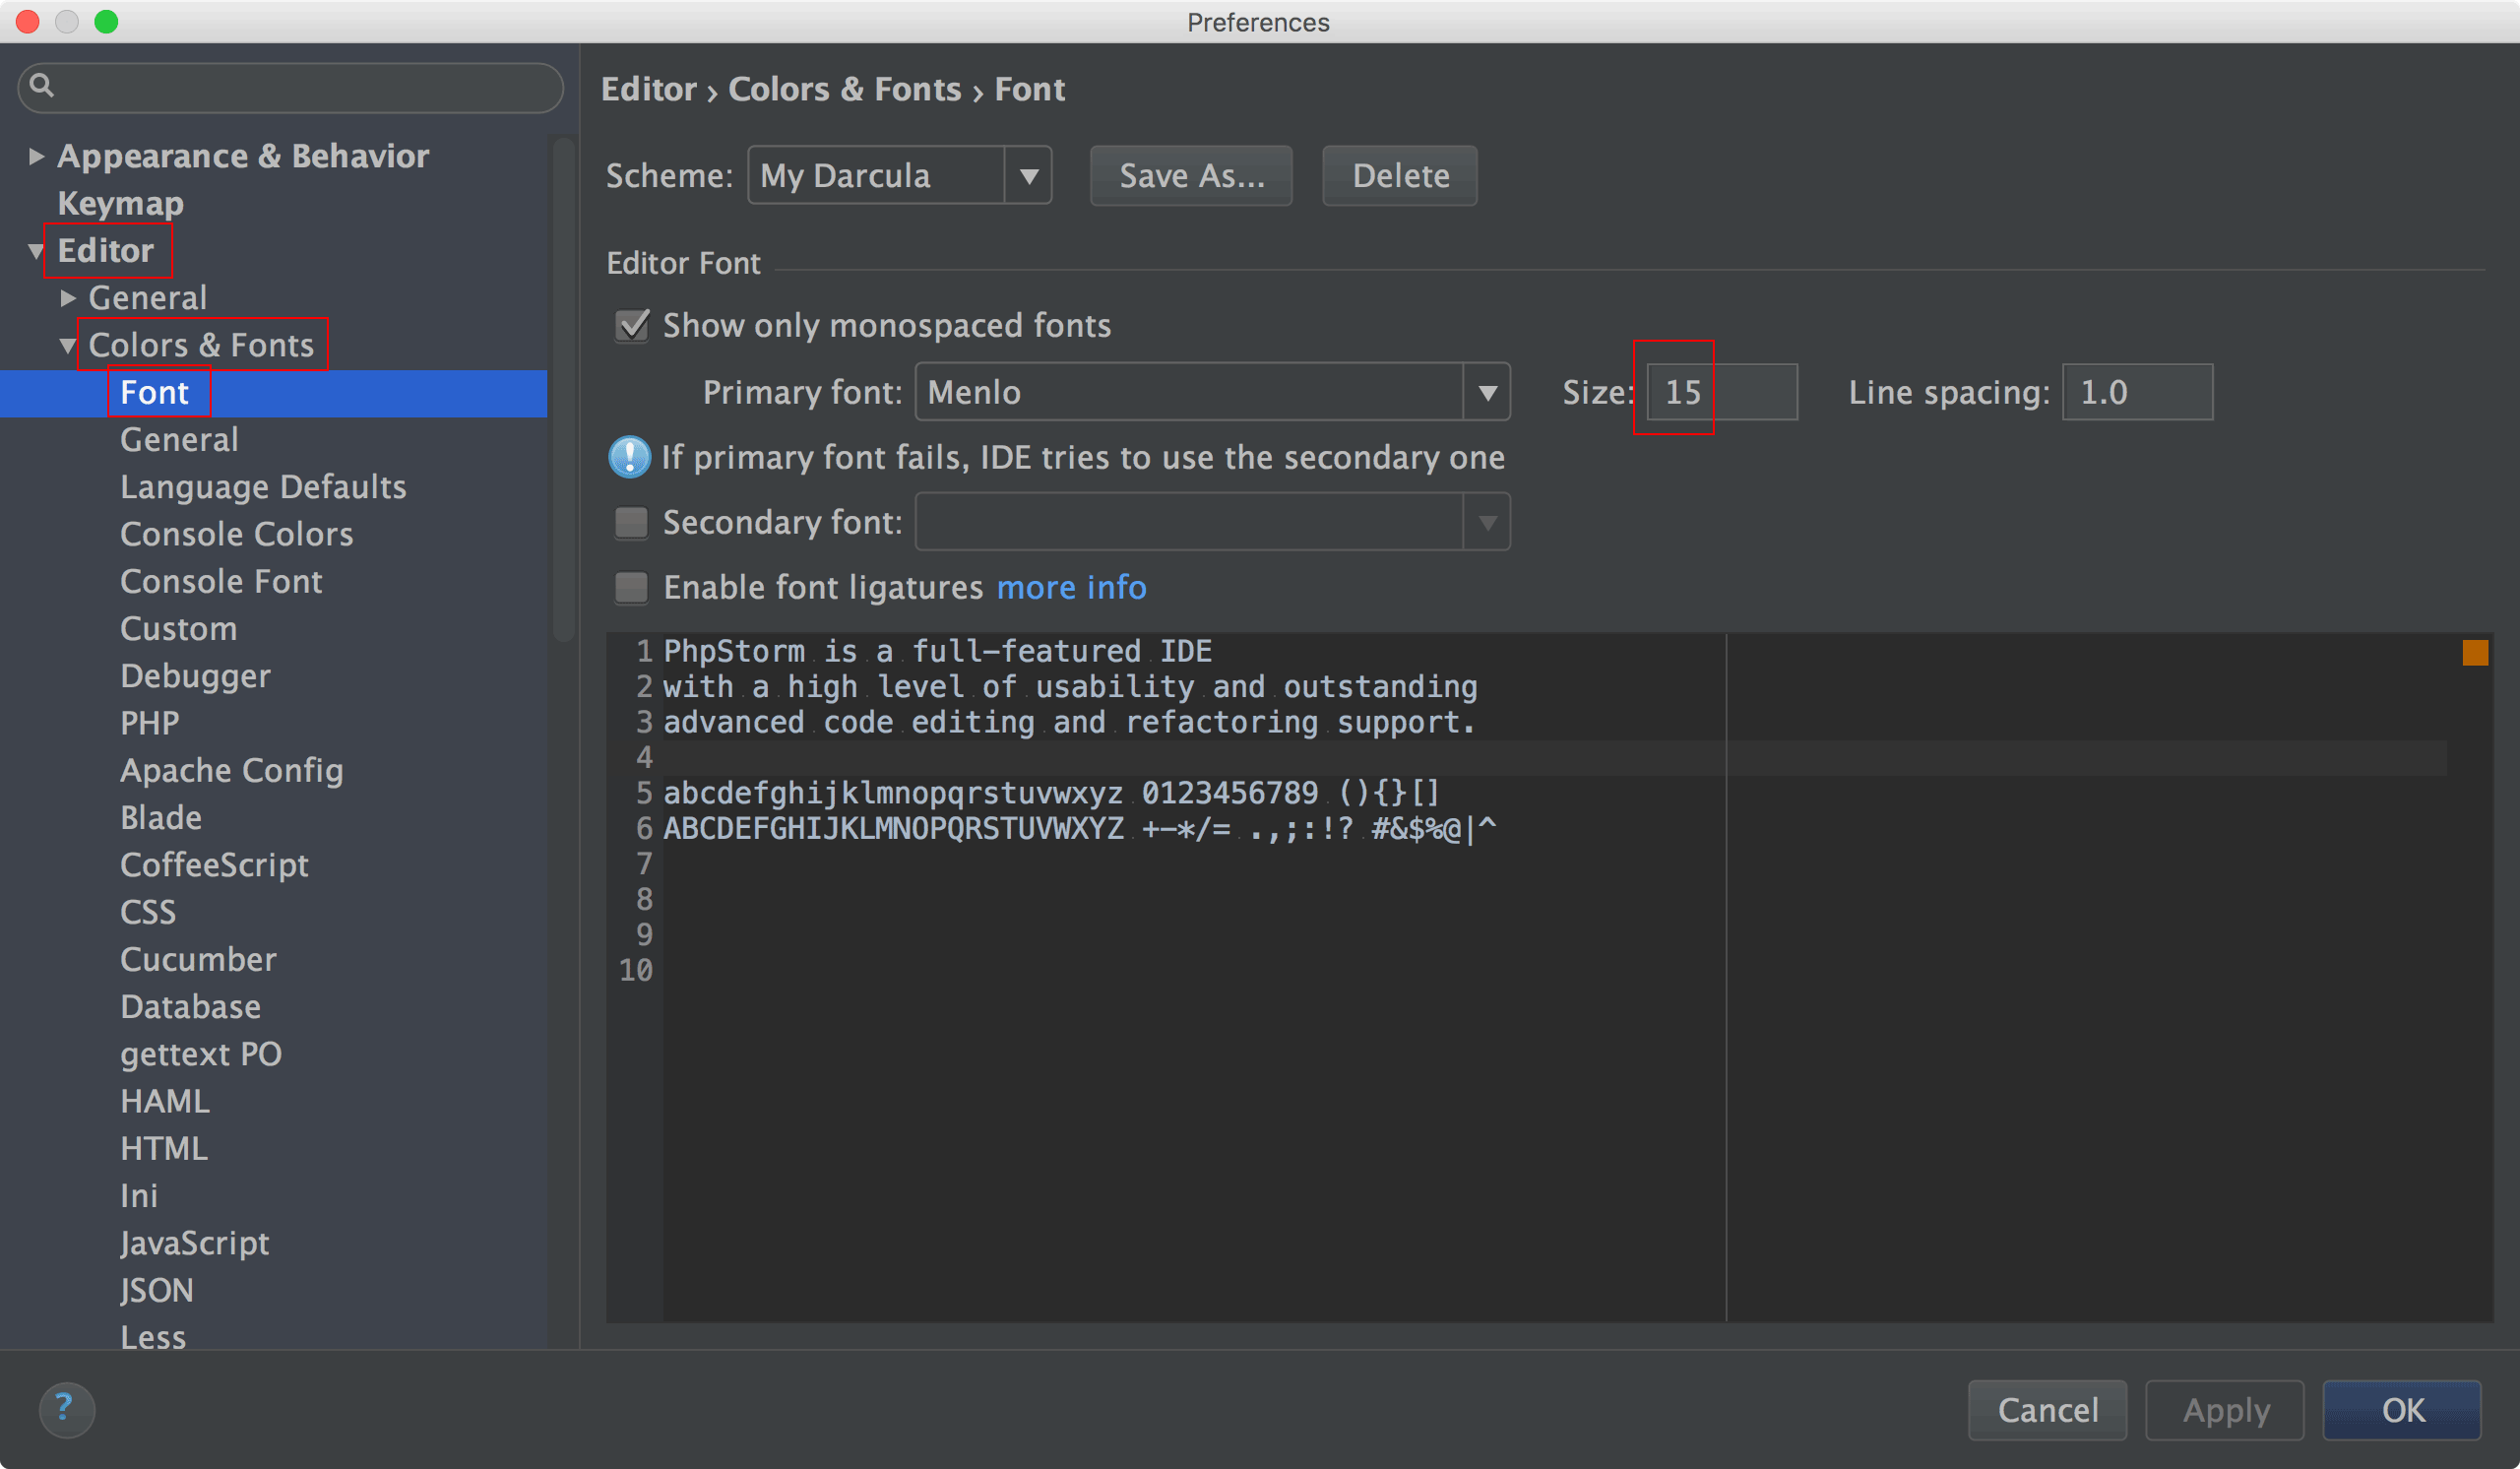 Preferences
Appearance & Behavior
Keymap
Editor
General
Colors & Fonts
Font
General
Language Defaults
Console Colors
Console Font
Custom
Debugger
PHP
Apache Config
Blade
CoffeeScript
CSS
Cucumber
Database
gettext PO
HAML
HTML
Ini
JavaScript
JSON
Less
Editor › Colors & Fonts › Font
Scheme: My Darcula Save As... Delete
Editor Font
Show only monospaced fonts
Primary font: Menlo Size: 15 Line spacing: 1.0
If primary font fails, IDE tries to use the secondary one
Secondary font:
Enable font ligatures more info
1 PhpStorm is a full-featured IDE
2 with a high level of usability and outstanding
3 advanced code editing and refactoring support.
4
5 abcdefghijklmnopqrstuvwxyz 0123456789 (){}[]
6 ABCDEFGHIJKLMNOPQRSTUVWXYZ +-*/= .,;:!? #&$%@|^
7
8
9
10
? Cancel Apply OK